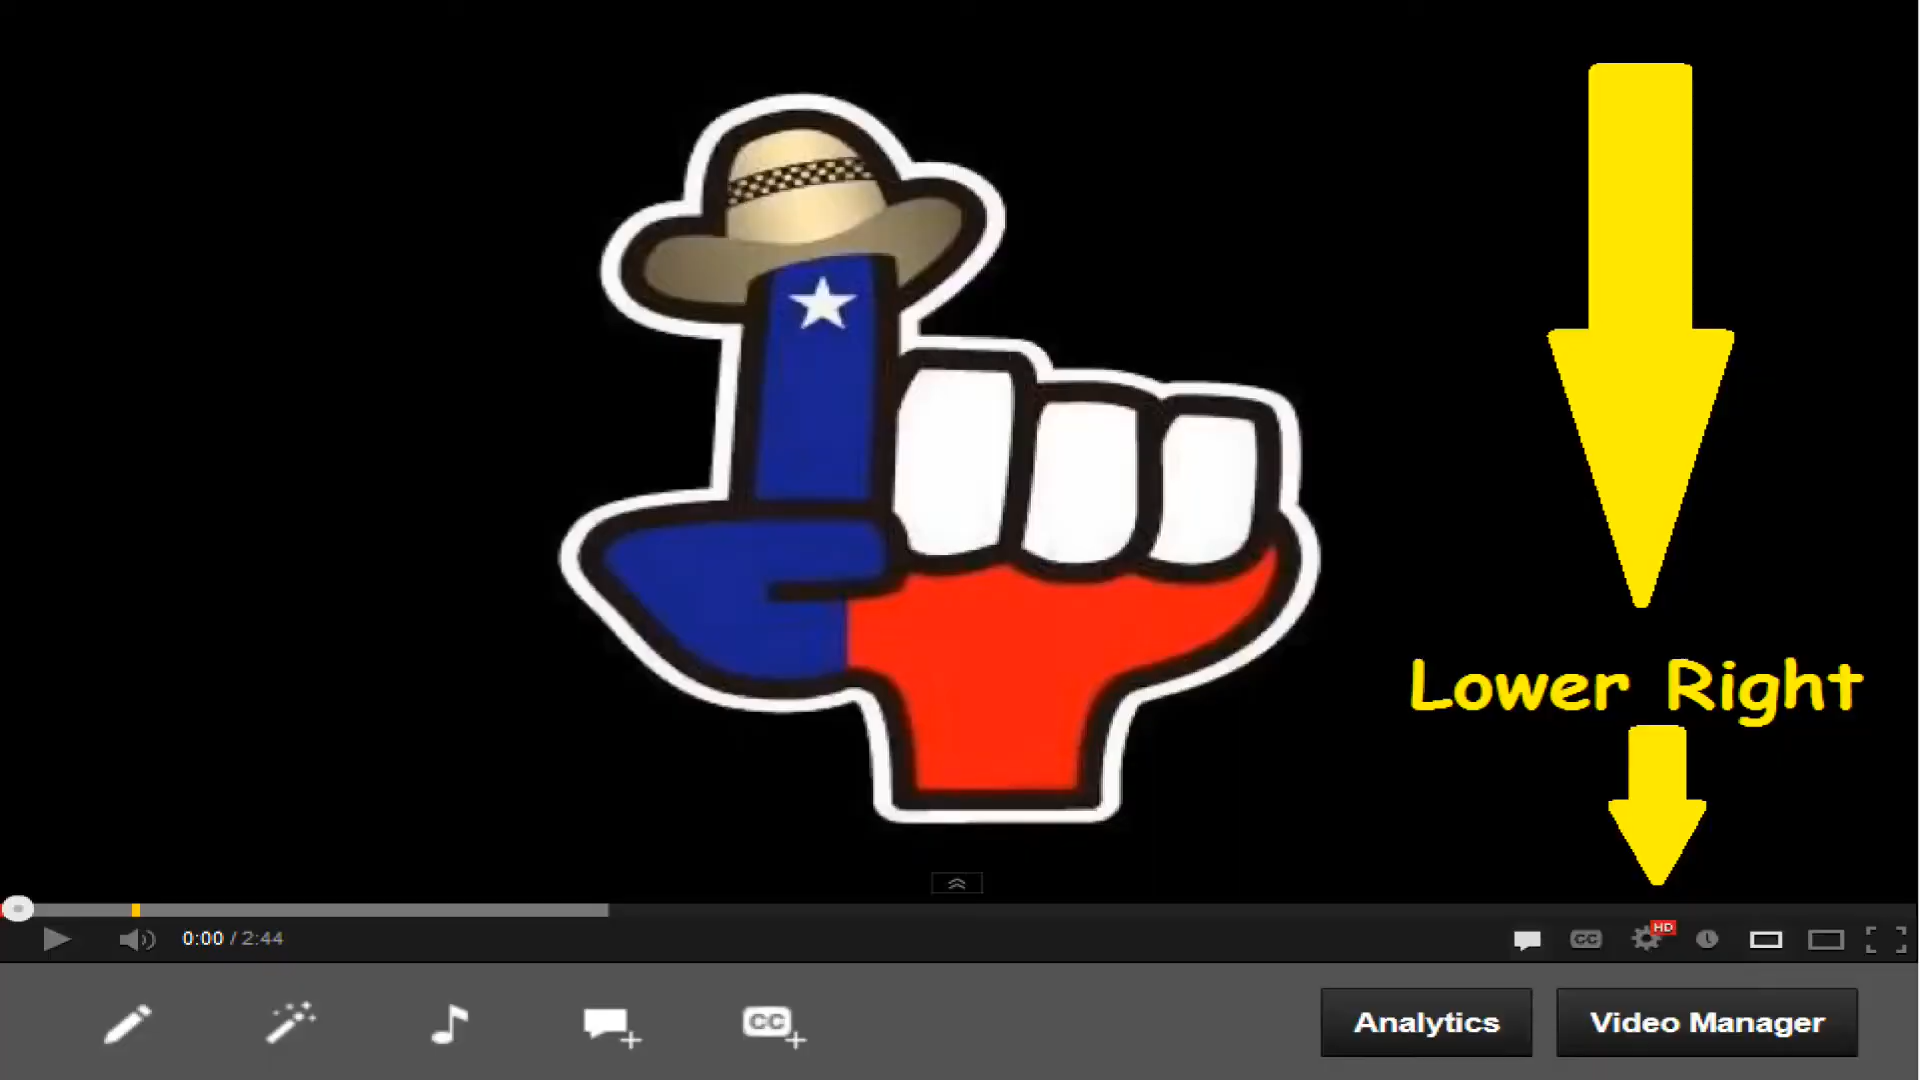 Lower Right
0:00 / 2:44
CC
HD
CC
Analytics
Video Manager